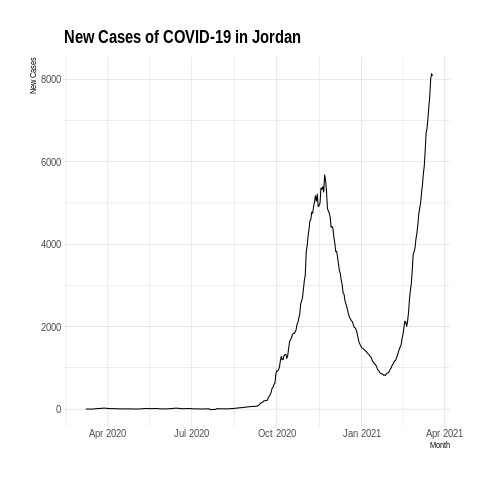 New Cases of COVID-19 in Jordan
New Cases
8000
6000
4000
2000
0
Apr 2020 Jul 2020 Oct 2020 Jan 2021 Apr 2021
Month